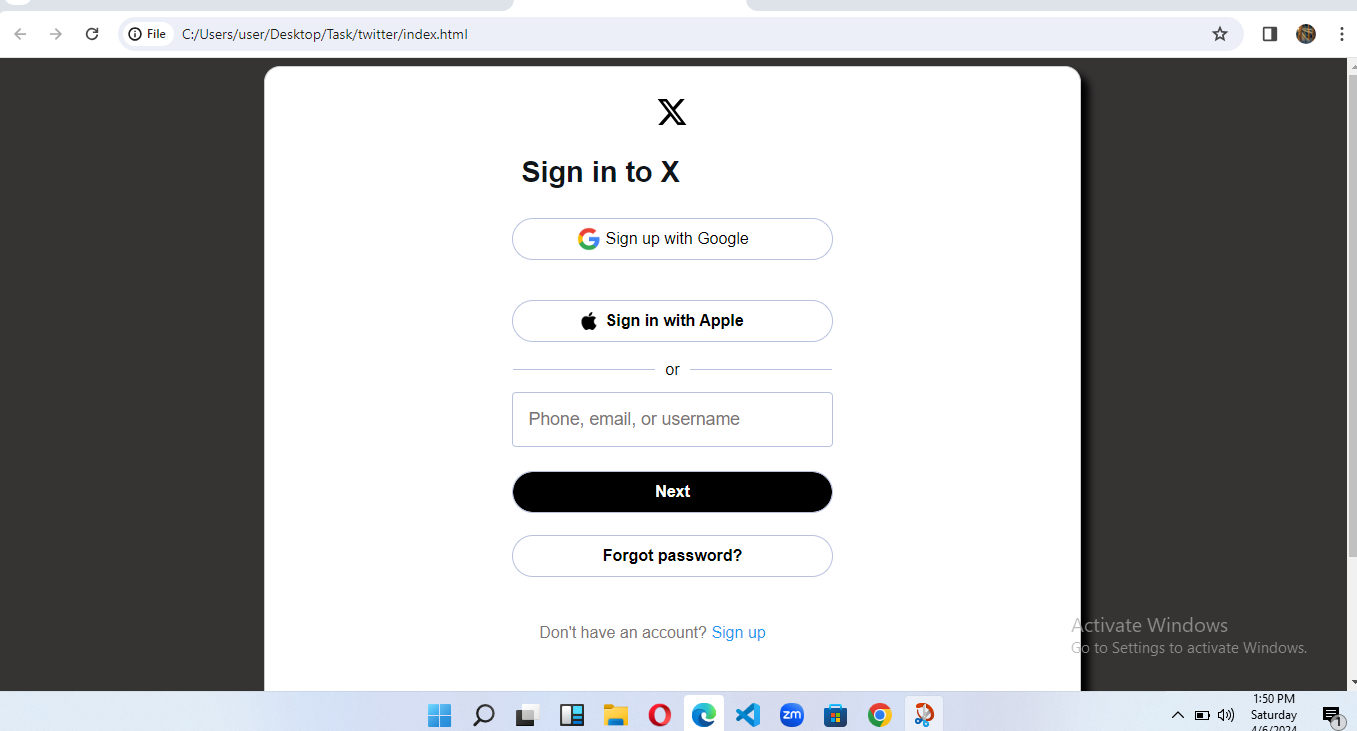 File C:/Users/user/Desktop/Task/twitter/index.html
Sign in to X
Sign up with Google
Sign in with Apple
or
Phone, email, or username
Next
Forgot password?
Don't have an account? Sign up
Activate Windows
Go to Settings to activate Windows.
zm
1:50 PM
Saturday
4/6/2024
1